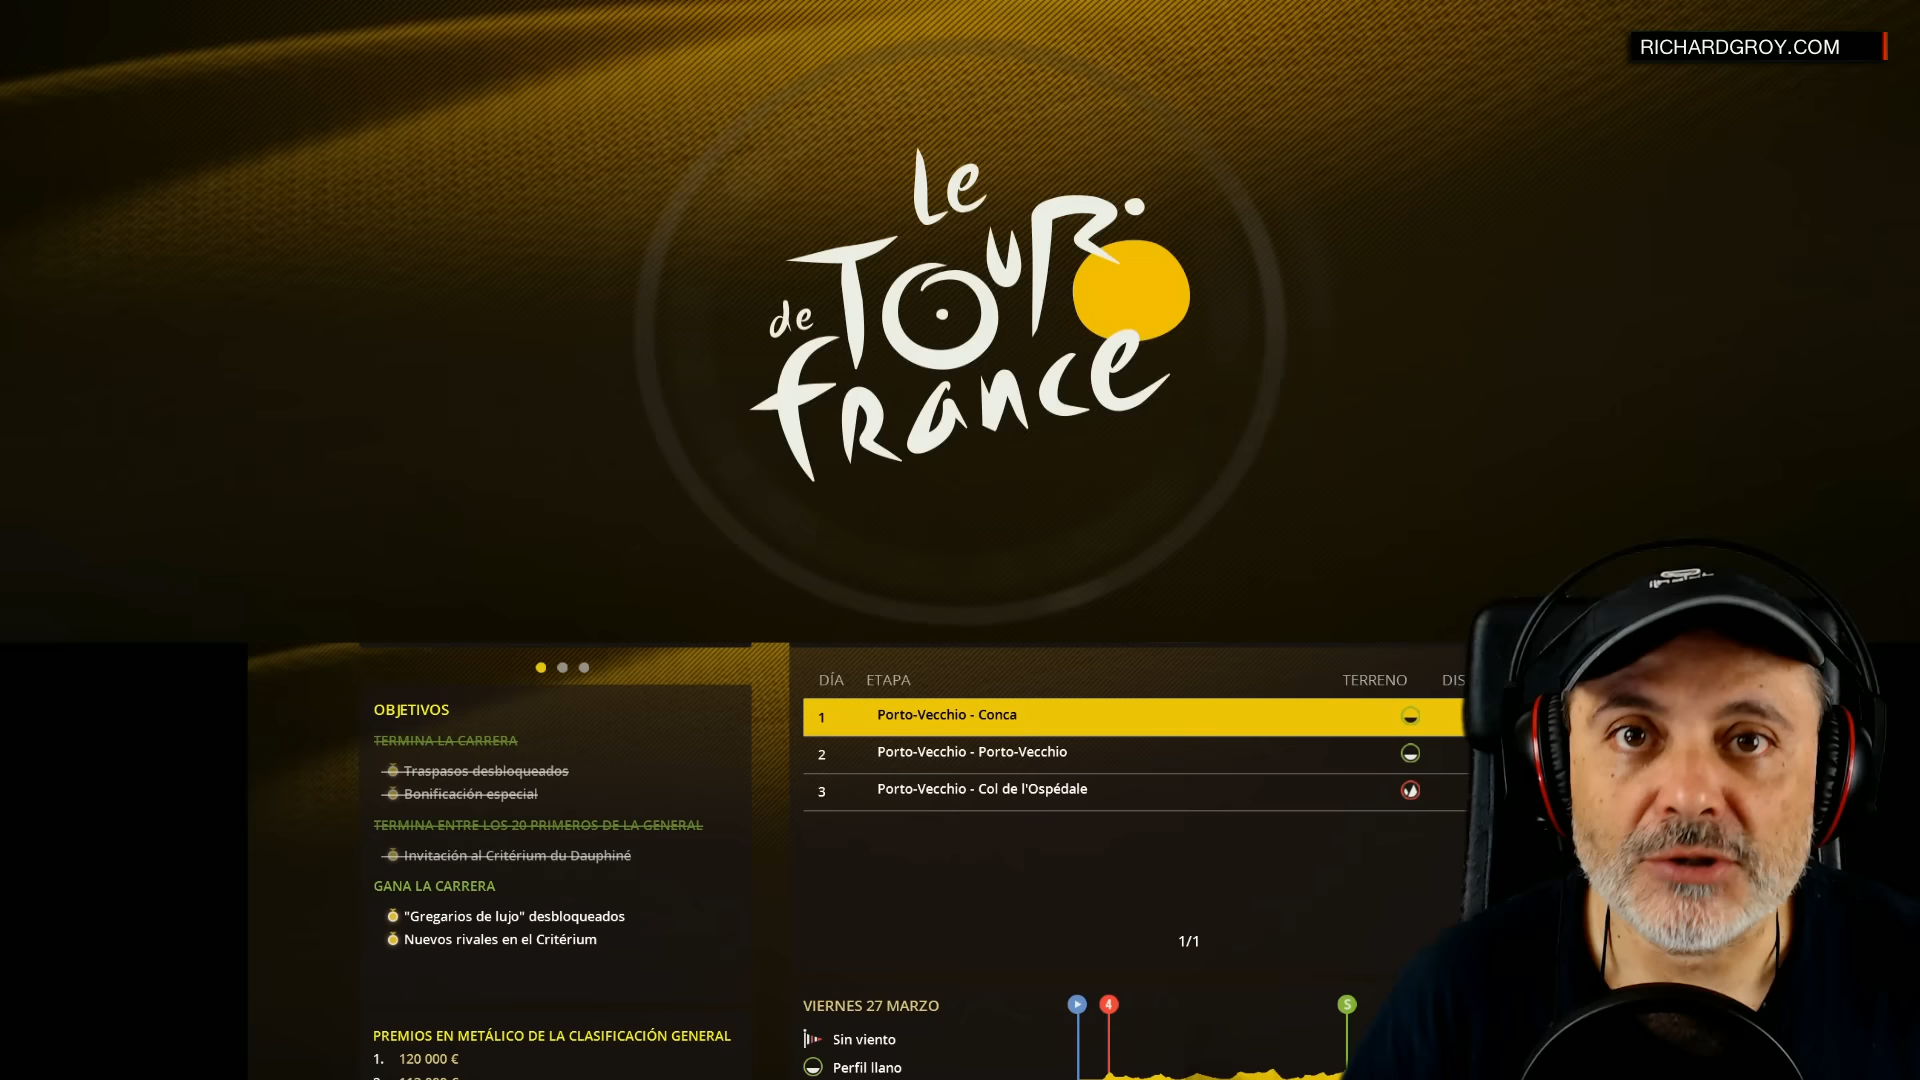 RICHARDGROY.COM
Le
TOUR
de
france
OBJETIVOS
TERMINA LA CARRERA
Traspasos desbloqueados
Bonificación especial
TERMINA ENTRE LOS 20 PRIMEROS DE LA GENERAL
Invitación al Critérium du Dauphiné
GANA LA CARRERA
"Gregarios de lujo" desbloqueados
Nuevos rivales en el Critérium
PREMIOS EN METÁLICO DE LA CLASIFICACIÓN GENERAL
1. 120 000 €
DÍA ETAPA TERRENO DIS
1 Porto-Vecchio - Conca
2 Porto-Vecchio - Porto-Vecchio
3 Porto-Vecchio - Col de l'Ospédale
1/1
VIERNES 27 MARZO
4 S
Sin viento
Perfil llano